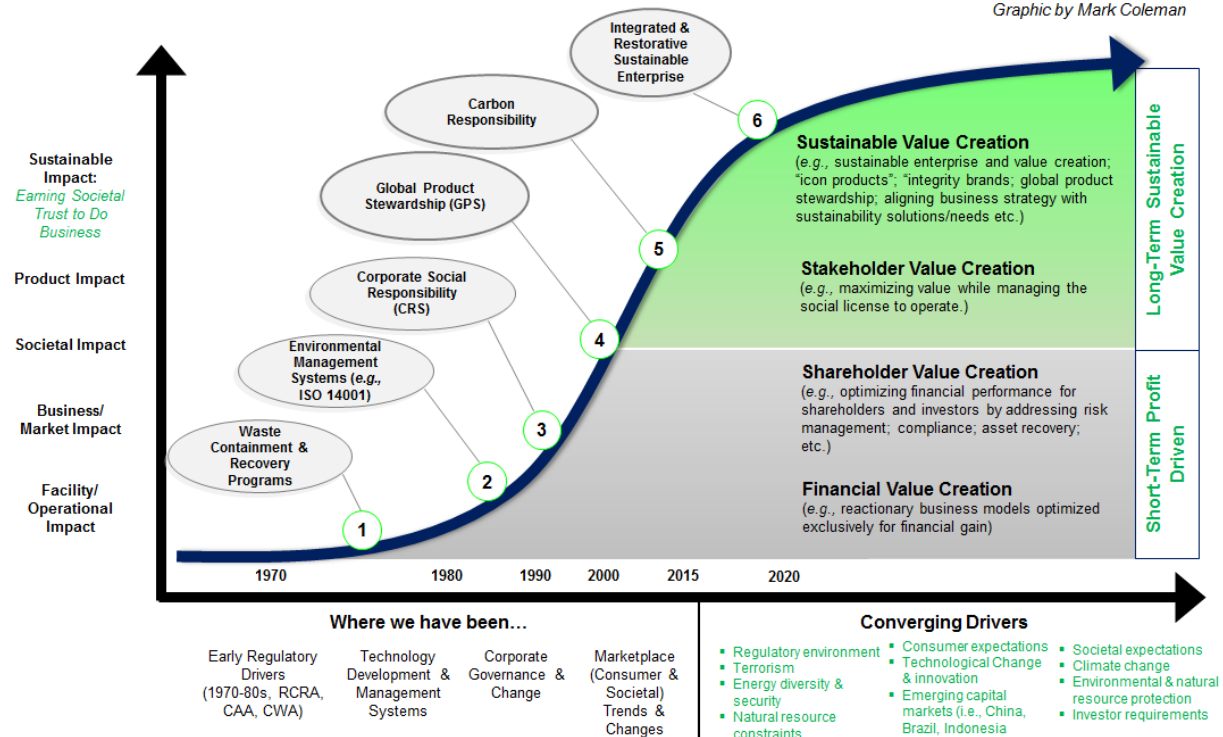 Graphic by Mark Coleman
Integrated &
Restorative
Sustainable
Enterprise
Carbon
Responsibility
Global Product
Stewardship (GPS)
Corporate Social
Responsibility
(CRS)
Environmental
Management
Systems (e.g.,
ISO 14001)
Waste
Containment &
Recovery
Programs
1
2
3
4
5
6
Sustainable
Impact:
Earning Societal
Trust to Do
Business
Product Impact
Societal Impact
Business/
Market Impact
Facility/
Operational
Impact
Sustainable Value Creation
(e.g., sustainable enterprise and value creation;
“icon products”; “integrity brands; global product
stewardship; aligning business strategy with
sustainability solutions/needs etc.)
Stakeholder Value Creation
(e.g., maximizing value while managing the
social license to operate.)
Shareholder Value Creation
(e.g., optimizing financial performance for
shareholders and investors by addressing risk
management; compliance; asset recovery;
etc.)
Financial Value Creation
(e.g., reactionary business models optimized
exclusively for financial gain)
Long-Term Sustainable
Value Creation
Short-Term Profit
Driven
1970 1980 1990 2000 2015 2020
Where we have been…
Early Regulatory
Drivers
(1970-80s, RCRA,
CAA, CWA)
Technology
Development &
Management
Systems
Corporate
Governance &
Change
Marketplace
(Consumer &
Societal)
Trends &
Changes
Converging Drivers
▪ Regulatory environment
▪ Terrorism
▪ Energy diversity &
security
▪ Natural resource
constraints
▪ Consumer expectations
▪ Technological Change
& innovation
▪ Emerging capital
markets (i.e., China,
Brazil, Indonesia
▪ Societal expectations
▪ Climate change
▪ Environmental & natural
resource protection
▪ Investor requirements